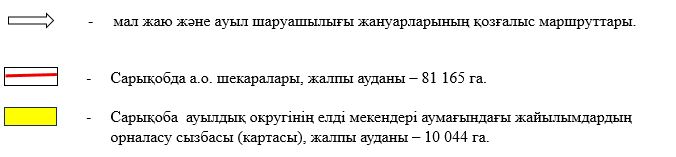 - мал жаю және ауыл шаруашылығы жануарларының қозғалыс маршруттары.
- Сарықобда а.о. шекаралары, жалпы ауданы – 81 165 га.
- Сарықоба ауылдық округінің елді мекендері аумағындағы жайылымдардың
орналасу сызбасы (картасы), жалпы ауданы – 10 044 га.